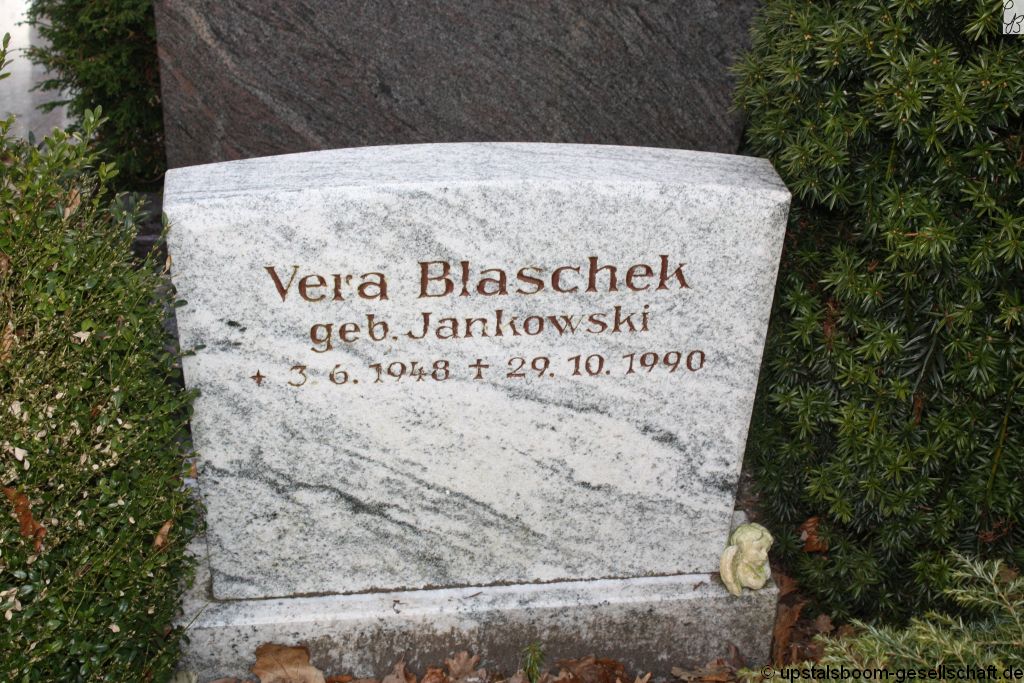 Vera Blaschek
geb. Jankowski
+ 3. 6. 1948 † 29. 10. 1990
© upstalsboom-gesellschaft.de